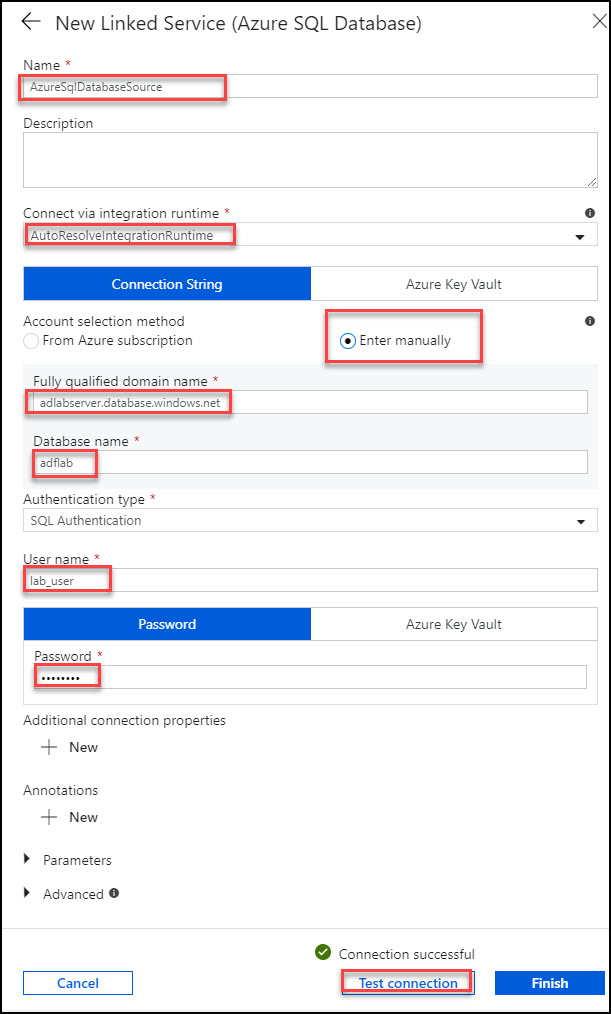 New Linked Service (Azure SQL Database)
Name *
AzureSqlDatabaseSource
Description
Connect via integration runtime *
AutoResolveIntegrationRuntime
Connection String
Azure Key Vault
Account selection method
From Azure subscription
Enter manually
Fully qualified domain name *
adlabserver.database.windows.net
Database name *
adflab
Authentication type *
SQL Authentication
User name *
lab_user
Password
Azure Key Vault
Password *
••••••••
Additional connection properties
+ New
Annotations
+ New
Parameters
Advanced
Connection successful
Cancel
Test connection
Finish